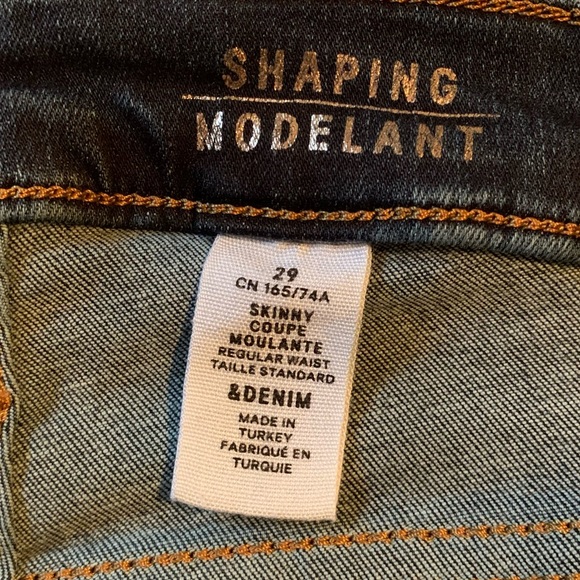 SHAPING
MODELANT
29
CN 165/74A
SKINNY
COUPE
MOULANTE
REGULAR WAIST
TAILLE STANDARD
&DENIM
MADE IN
TURKEY
FABRIQUÉ EN
TURQUIE